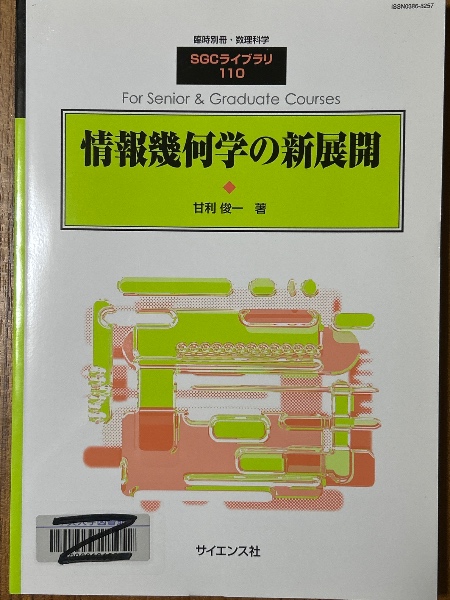 ISSN0386-8257
臨時別冊・数理科学
SGCライブラリ
110
For Senior & Graduate Courses
情報幾何学の新展開
甘利 俊一 著
サイエンス社